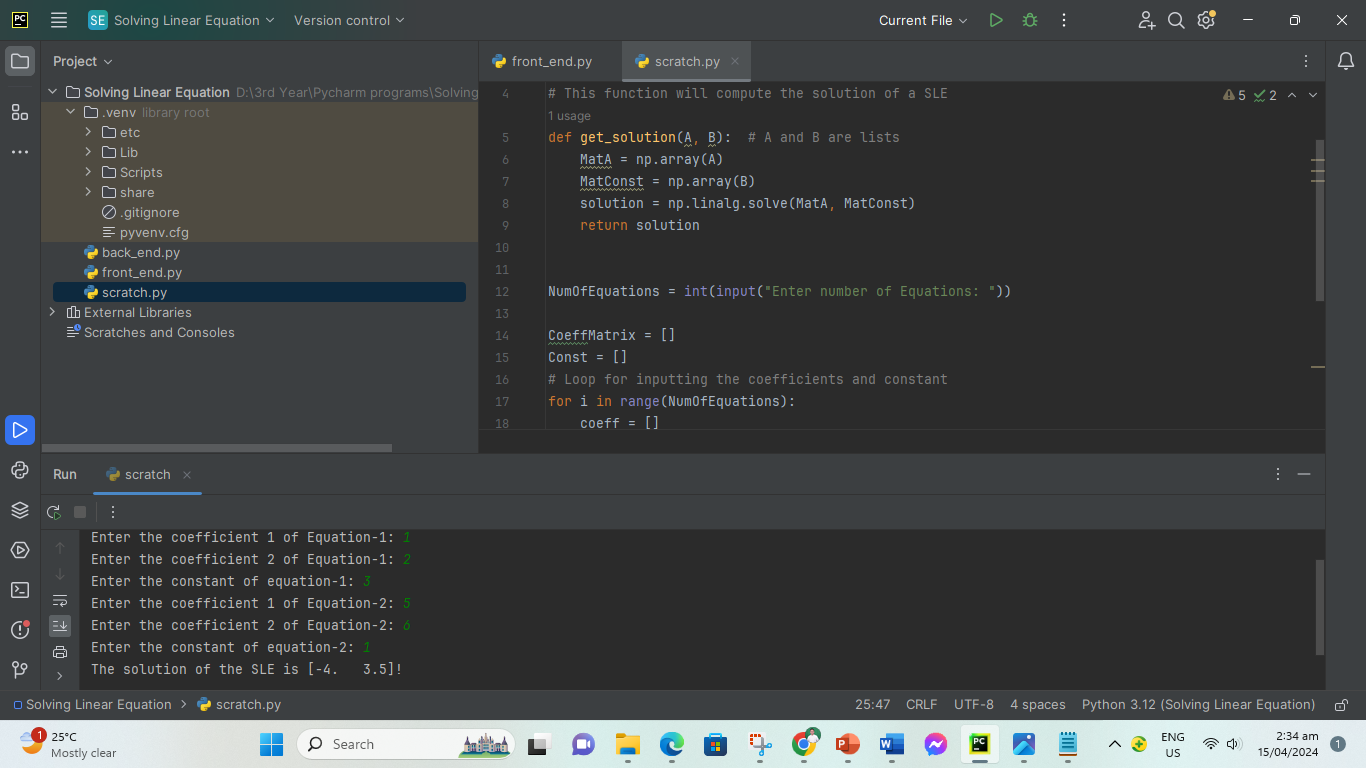 PC
SE Solving Linear Equation Version control Current File
Project
front_end.py scratch.py
Solving Linear Equation D:\3rd Year\Pycharm programs\Solving
.venv library root
etc
Lib
Scripts
share
.gitignore
pyvenv.cfg
back_end.py
front_end.py
scratch.py
External Libraries
Scratches and Consoles
5 2
4 # This function will compute the solution of a SLE
1 usage
5 def get_solution(A, B):  # A and B are lists
6 MatA = np.array(A)
7 MatConst = np.array(B)
8 solution = np.linalg.solve(MatA, MatConst)
9 return solution
10
11
12 NumOfEquations = int(input("Enter number of Equations: "))
13
14 CoeffMatrix = []
15 Const = []
16 # Loop for inputting the coefficients and constant
17 for i in range(NumOfEquations):
18 coeff = []
Run scratch
Enter the coefficient 1 of Equation-1: 1
Enter the coefficient 2 of Equation-1: 2
Enter the constant of equation-1: 3
Enter the coefficient 1 of Equation-2: 5
Enter the coefficient 2 of Equation-2: 6
Enter the constant of equation-2: 1
The solution of the SLE is [-4.   3.5]!
Solving Linear Equation > scratch.py 25:47 CRLF UTF-8 4 spaces Python 3.12 (Solving Linear Equation)
1
25°C
Mostly clear
Search
ENG
US
2:34 am
15/04/2024
1